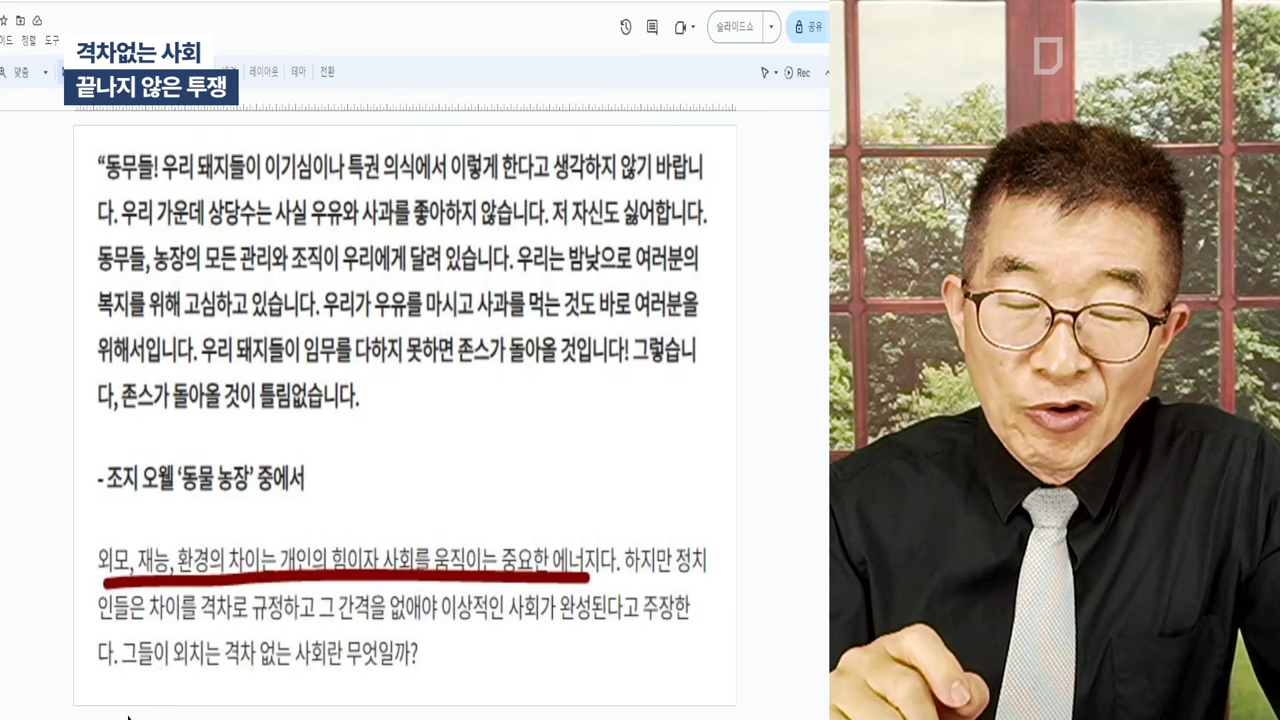 이드 정렬 도구
슬라이드쇼
공유
격차없는 사회
끝나지 않은 투쟁
맞춤
레이아웃
테마
전환
Rec
“동무들! 우리 돼지들이 이기심이나 특권 의식에서 이렇게 한다고 생각하지 않기 바랍니
다. 우리 가운데 상당수는 사실 우유와 사과를 좋아하지 않습니다. 저 자신도 싫어합니다.
동무들, 농장의 모든 관리와 조직이 우리에게 달려 있습니다. 우리는 밤낮으로 여러분의
복지를 위해 고심하고 있습니다. 우리가 우유를 마시고 사과를 먹는 것도 바로 여러분을
위해서입니다. 우리 돼지들이 임무를 다하지 못하면 존스가 돌아올 것입니다! 그렇습니
다, 존스가 돌아올 것이 틀림없습니다.
- 조지 오웰 ‘동물 농장’ 중에서
외모, 재능, 환경의 차이는 개인의 힘이자 사회를 움직이는 중요한 에너지다. 하지만 정치
인들은 차이를 격차로 규정하고 그 간격을 없애야 이상적인 사회가 완성된다고 주장한
다. 그들이 외치는 격차 없는 사회란 무엇일까?